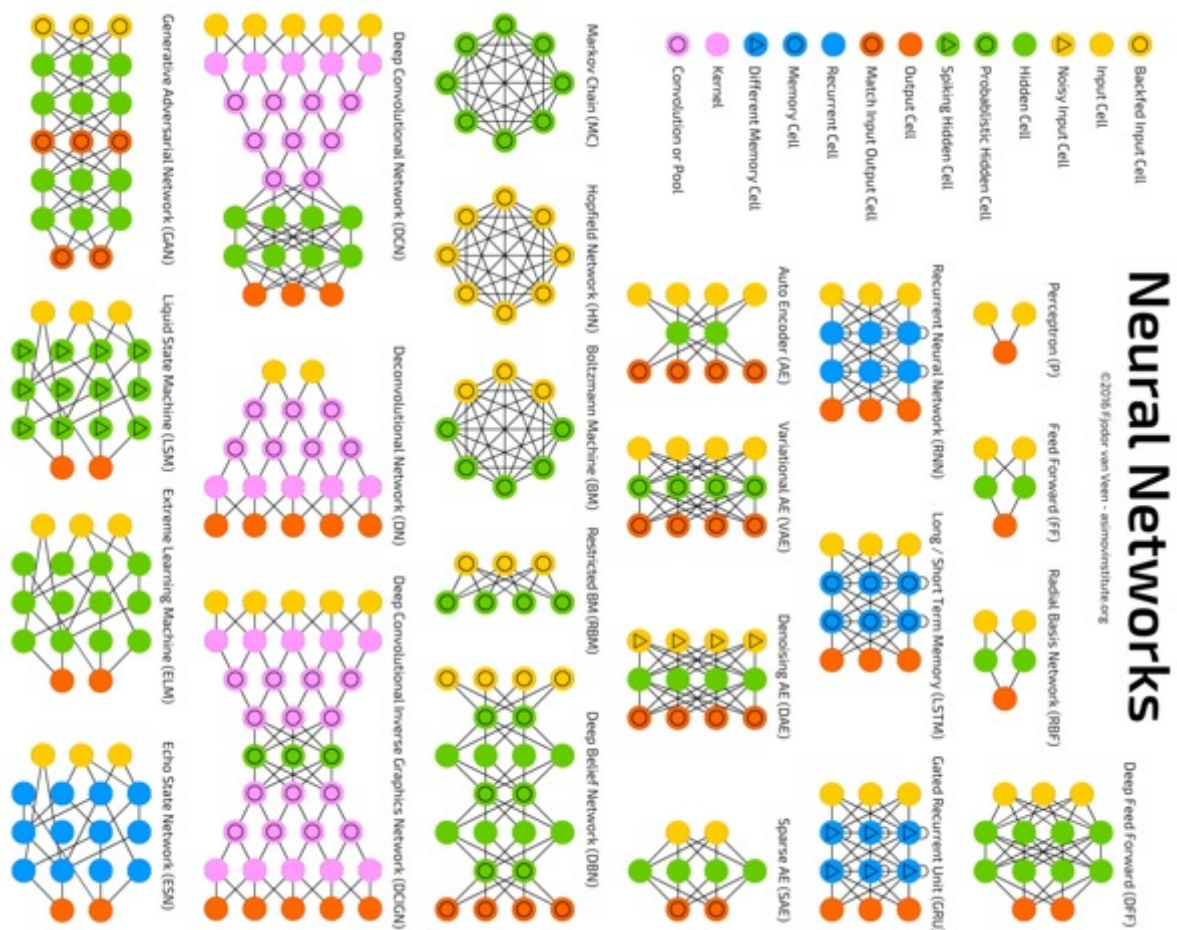 Neural Networks
©2016 Fjodor van Veen - asimovinstitute.org
Backfed Input Cell
Input Cell
Noisy Input Cell
Hidden Cell
Probablistic Hidden Cell
Spiking Hidden Cell
Output Cell
Match Input Output Cell
Recurrent Cell
Memory Cell
Different Memory Cell
Kernel
Convolution or Pool
Perceptron (P)
Feed Forward (FF)
Radial Basis Network (RBF)
Deep Feed Forward (DFF)
Recurrent Neural Network (RNN)
Long / Short Term Memory (LSTM)
Gated Recurrent Unit (GRU)
Auto Encoder (AE)
Variational AE (VAE)
Denoising AE (DAE)
Sparse AE (SAE)
Markov Chain (MC)
Hopfield Network (HN)
Boltzmann Machine (BM)
Restricted BM (RBM)
Deep Belief Network (DBN)
Deep Convolutional Network (DCN)
Deconvolutional Network (DN)
Deep Convolutional Inverse Graphics Network (DCIGN)
Generative Adversarial Network (GAN)
Liquid State Machine (LSM)
Extreme Learning Machine (ELM)
Echo State Network (ESN)